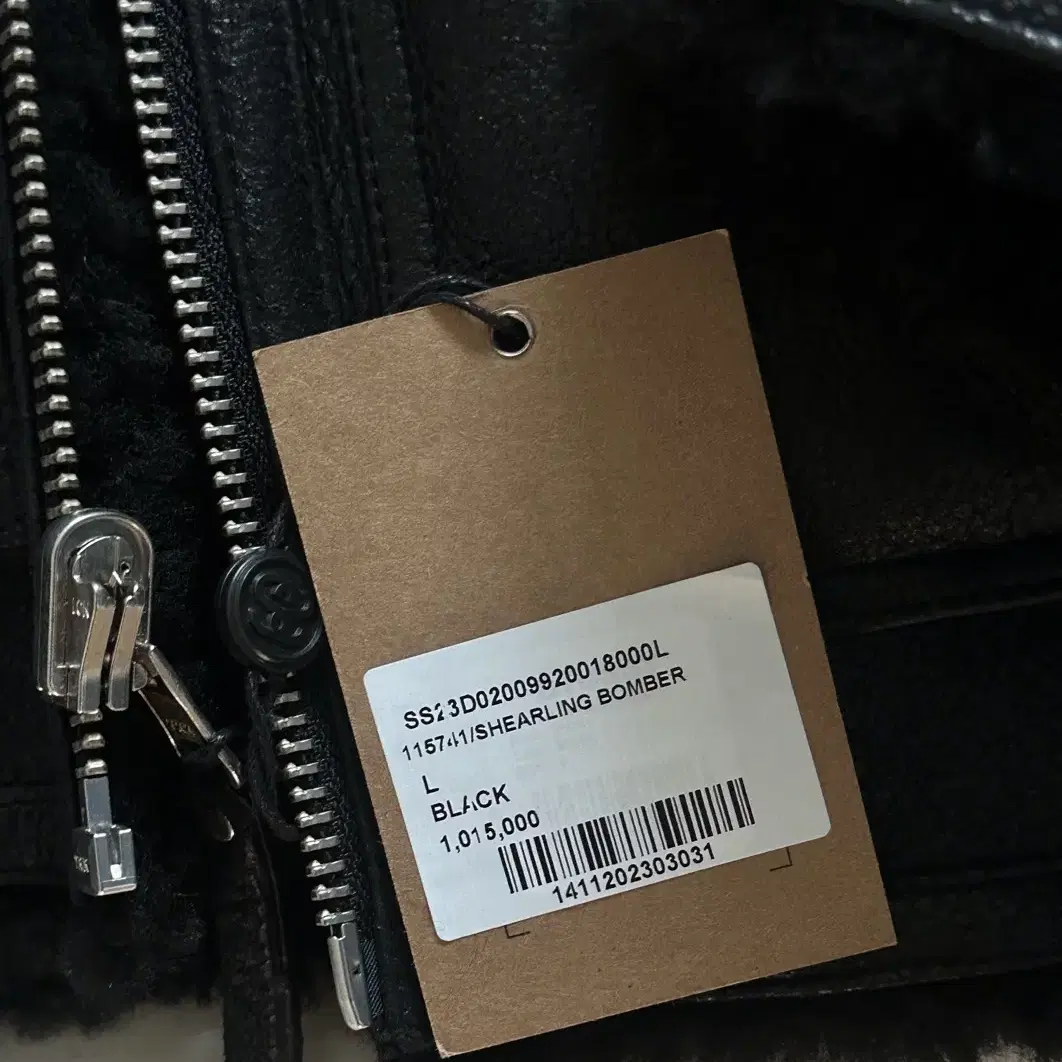 SS23D02009920018000L
115741/SHEARLING BOMBER
L
BLACK
1,015,000
1411202303031